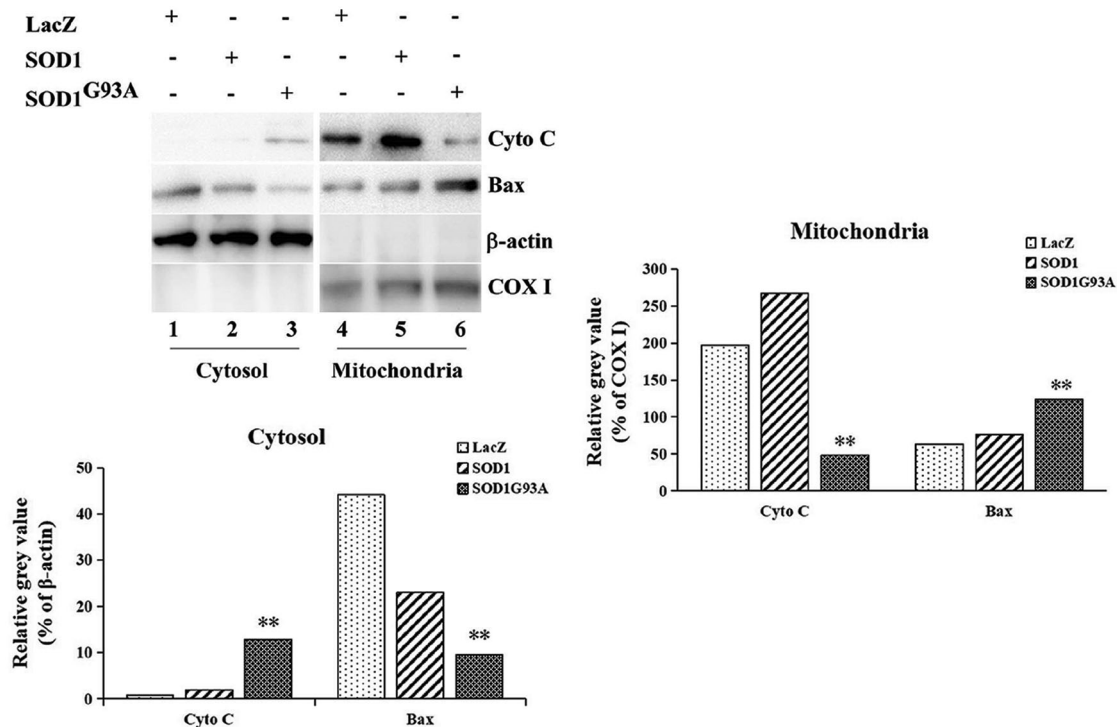 LacZ + - - + - -
SOD1 - + - - + -
SOD1G93A - - + - - +
Cyto C
Bax
β-actin
COX I
1 2 3 4 5 6
Cytosol Mitochondria
Mitochondria
LacZ
SOD1
SOD1G93A
Relative grey value
(% of COX I)
300
250
200
150
100
50
0
**
**
Cyto C Bax
Cytosol
LacZ
SOD1
SOD1G93A
Relative grey value
(% of β-actin)
50
40
30
20
10
0
**
**
Cyto C Bax